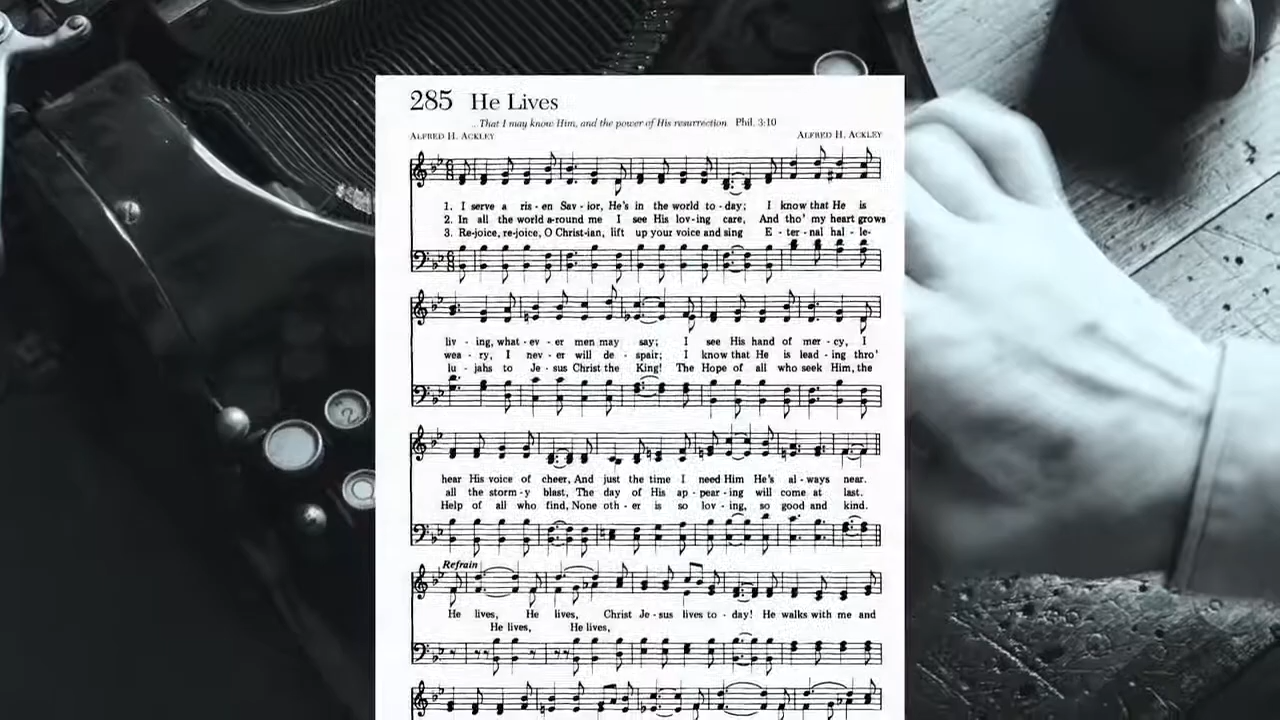 285 He Lives
That I may know Him, and the power of His resurrection Phil. 3:10
ALFRED H. ACKLEY ALFRED H. ACKLEY
1. I serve a ris - en Sav - ior, He's in the world to - day; I know that He is
2. In all the world a-round me I see His lov - ing care, And tho' my heart grows
3. Re-joice, re-joice, O Christ-ian, lift up your voice and sing E - ter - nal hal - le-
liv - ing, what - ev - er men may say; I see His hand of mer - cy, I
wea - ry, I nev - er will de - spair; I know that He is lead - ing thro'
lu - jahs to Je - sus Christ the King! The Hope of all who seek Him, the
hear His voice of cheer, And just the time I need Him He's al - ways near.
all the storm - y blast, The day of His ap - pear - ing will come at last.
Help of all who find, None oth - er is so lov - ing, so good and kind.
Refrain
He lives, He lives, Christ Je - sus lives to - day! He walks with me and
He lives, He lives,
2